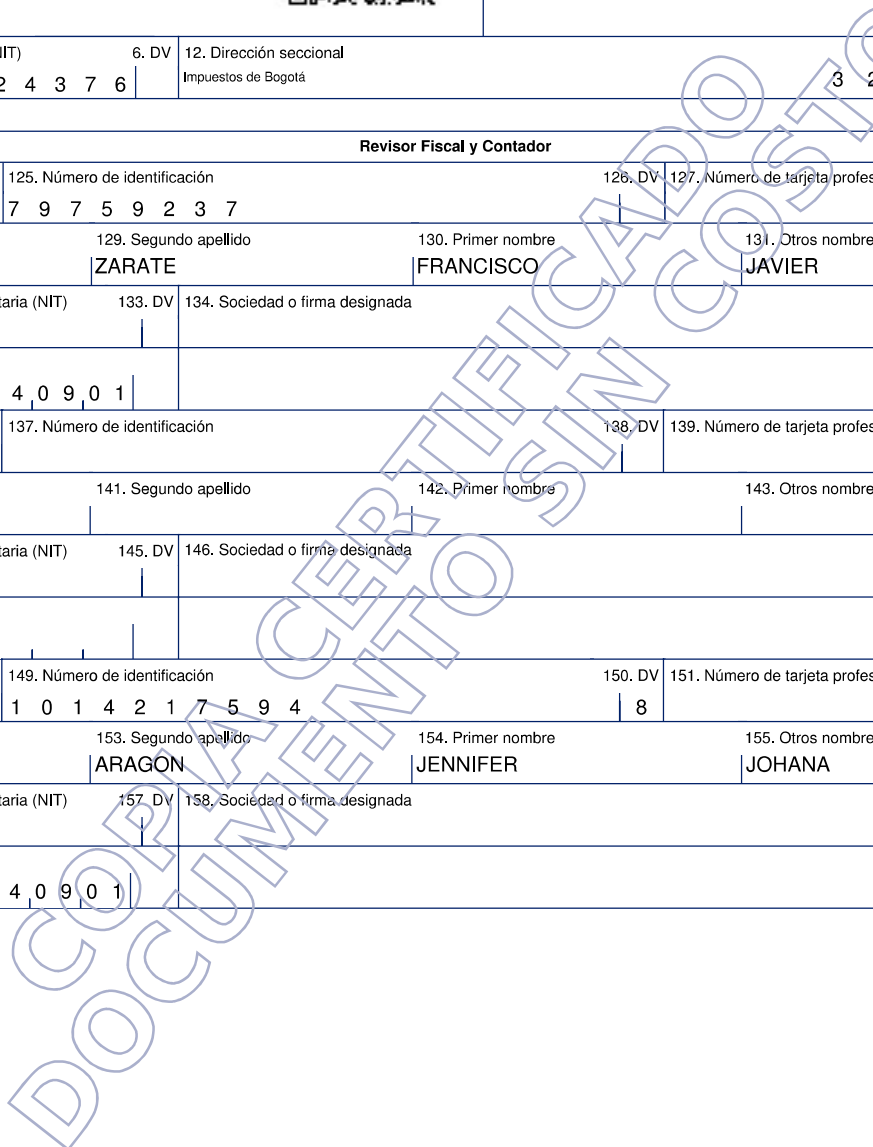 IT) 6. DV 12. Dirección seccional
2 4 3 7 6 Impuestos de Bogotá 3 2
Revisor Fiscal y Contador
125. Número de identificación 126. DV 127. Número de tarjeta profes
7 9 7 5 9 2 3 7
129. Segundo apellido 130. Primer nombre 131. Otros nombre
ZARATE FRANCISCO JAVIER
taria (NIT) 133. DV 134. Sociedad o firma designada
4 0 9 0 1
137. Número de identificación 138. DV 139. Número de tarjeta profes
141. Segundo apellido 142. Primer nombre 143. Otros nombre
taria (NIT) 145. DV 146. Sociedad o firma designada
149. Número de identificación 150. DV 151. Número de tarjeta profes
1 0 1 4 2 1 7 5 9 4 8
153. Segundo apellido 154. Primer nombre 155. Otros nombre
ARAGON JENNIFER JOHANA
taria (NIT) 157. DV 158. Sociedad o firma designada
4 0 9 0 1
COPIA CERTIFICADO
DOCUMENTO SIN COSTO